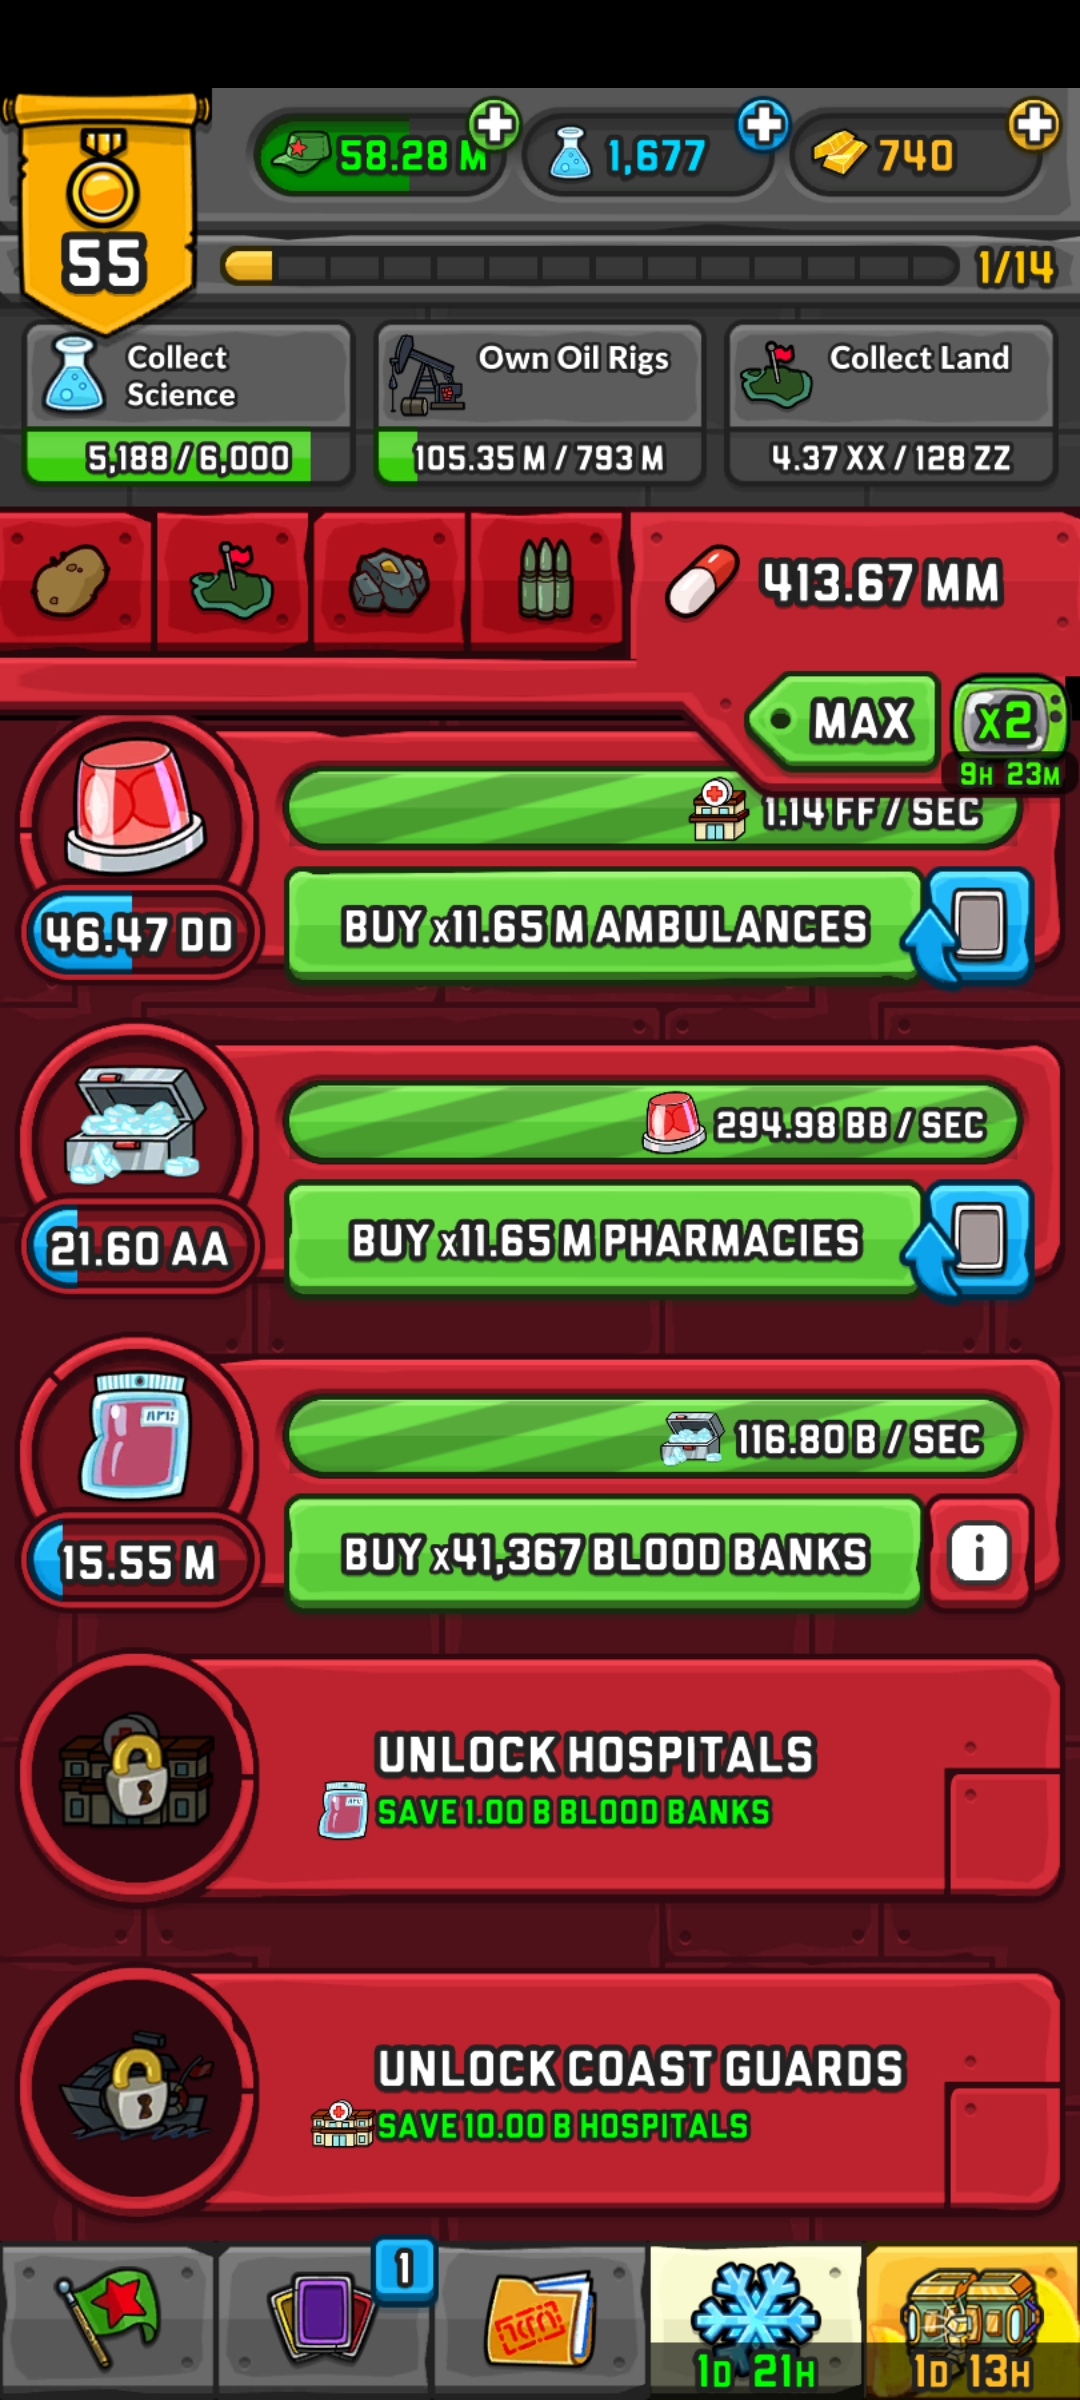 58.28 M
1,677
740
55
1/14
Collect
Science
5,188 / 6,000
Own Oil Rigs
105.35 M / 793 M
Collect Land
4.37 XX / 128 ZZ
413.67 MM
MAX
X2
9H 23M
1.14 FF / SEC
46.47 DD
BUY x11.65 M AMBULANCES
294.98 BB / SEC
21.60 AA
BUY x11.65 M PHARMACIES
116.80 B / SEC
15.55 M
BUY x41,367 BLOOD BANKS
i
UNLOCK HOSPITALS
SAVE 1.00 B BLOOD BANKS
UNLOCK COAST GUARDS
SAVE 10.00 B HOSPITALS
1
1D 21H
1D 13H